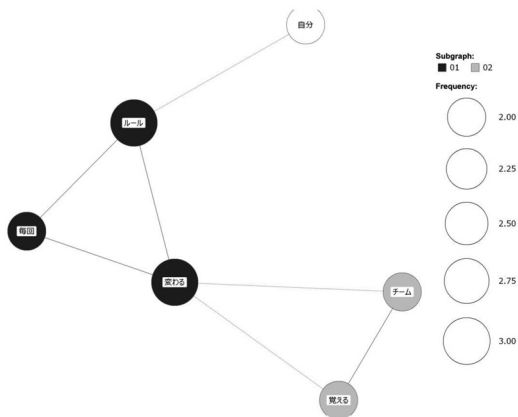 自分
Subgraph:
01 02
Frequency:
ルール
2.00
2.25
2.50
毎回
変わる
2.75
チーム
3.00
覚える